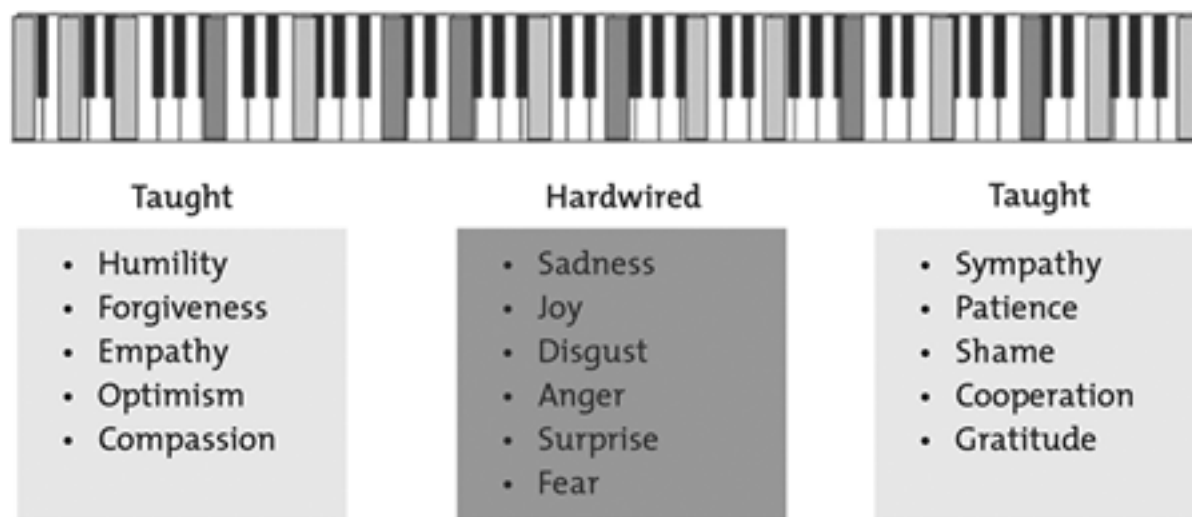 Taught
• Humility
• Forgiveness
• Empathy
• Optimism
• Compassion
Hardwired
• Sadness
• Joy
• Disgust
• Anger
• Surprise
• Fear
Taught
• Sympathy
• Patience
• Shame
• Cooperation
• Gratitude